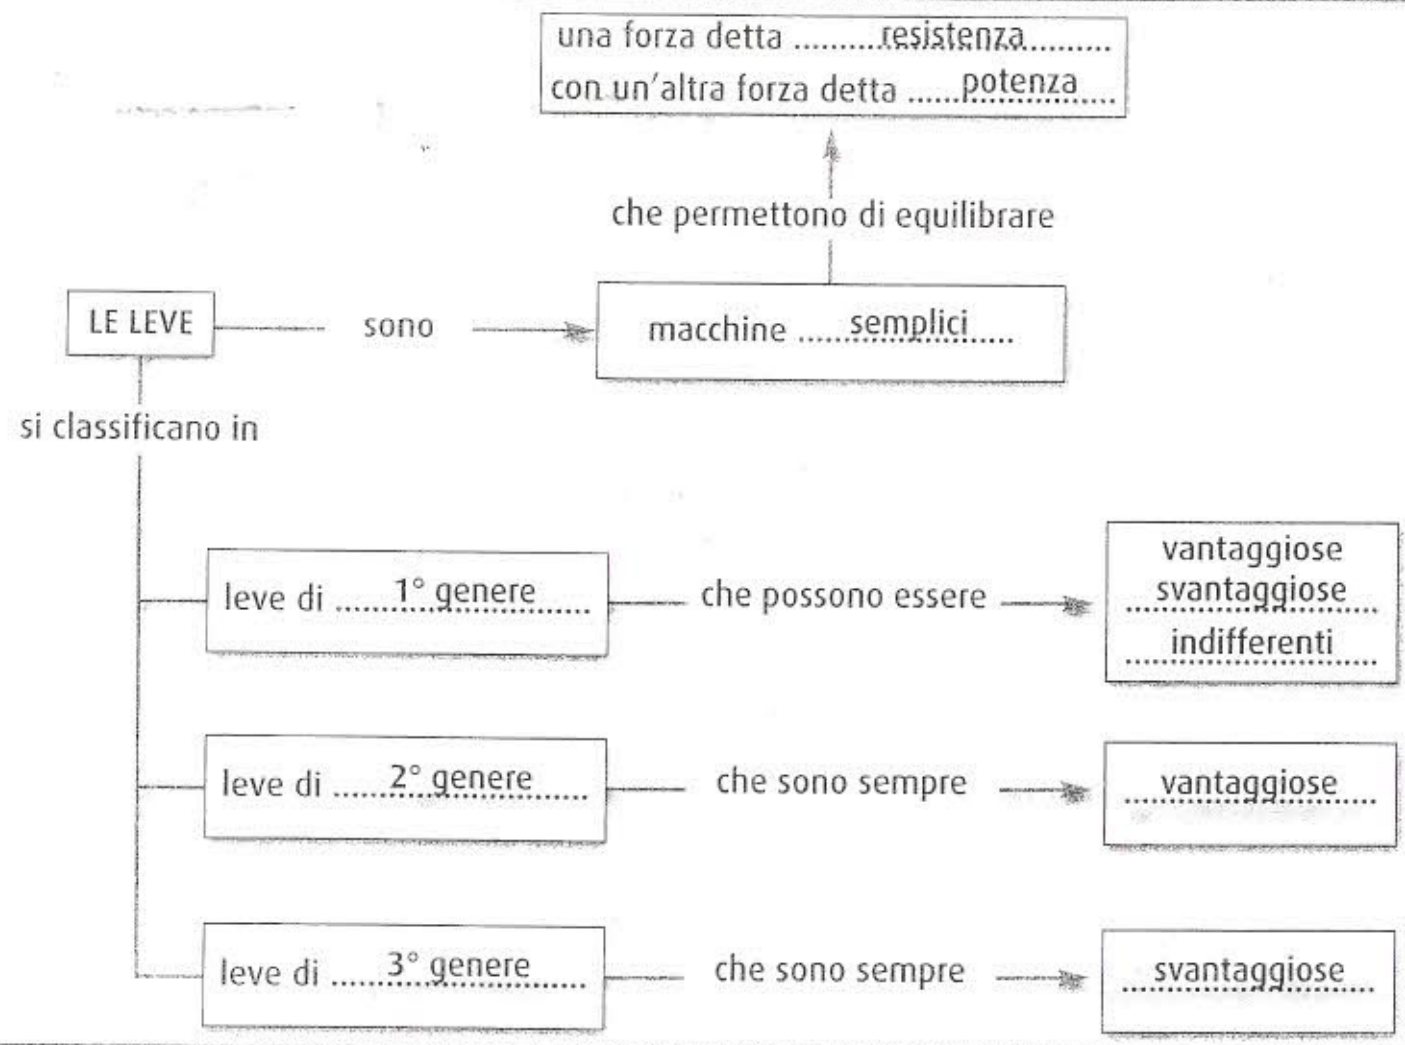 una forza detta ..........resistenza..........
con un'altra forza detta ......potenza......
che permettono di equilibrare
LE LEVE
sono
macchine ......semplici......
si classificano in
leve di ......1° genere......
che possono essere
vantaggiose
svantaggiose
indifferenti
leve di ......2° genere......
che sono sempre
vantaggiose
leve di ......3° genere......
che sono sempre
svantaggiose